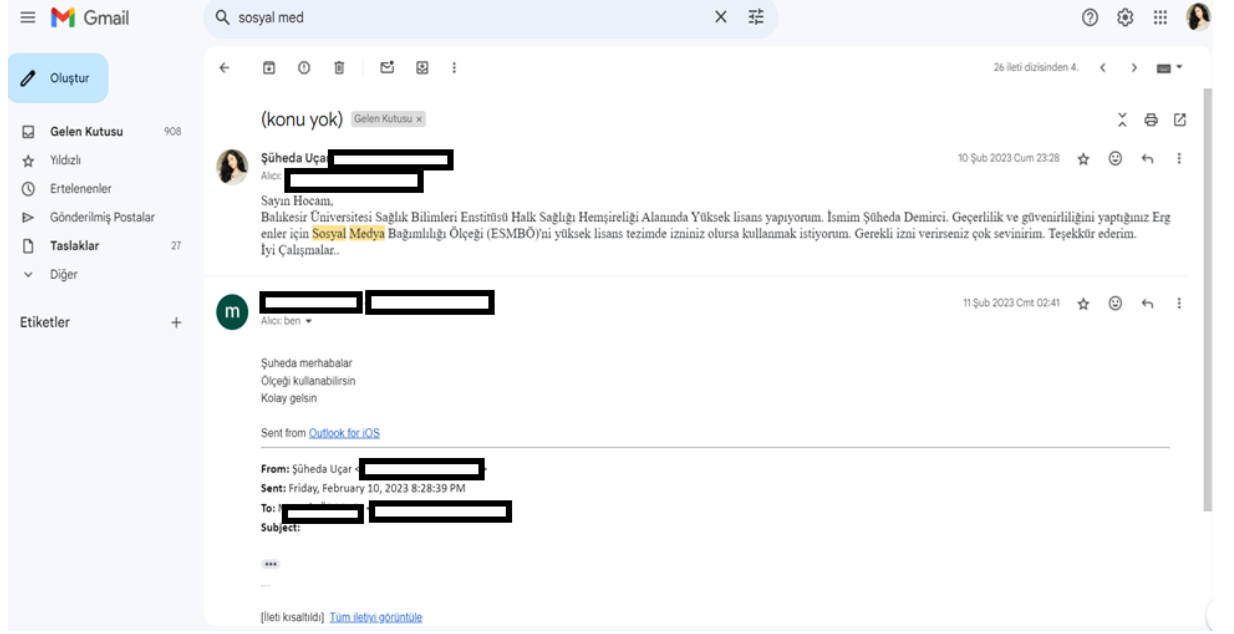 Gmail
sosyal med
Oluştur
26 ileti dizisinden 4.
Gelen Kutusu 908
Yıldızlı
Ertelenenler
Gönderilmiş Postalar
Taslaklar 27
Diğer
Etiketler
(konu yok) Gelen Kutusu ×
Şüheda Uçar
10 Şub 2023 Cum 23:28
Alıcı:
Sayın Hocam,
Balıkesir Üniversitesi Sağlık Bilimleri Enstitüsü Halk Sağlığı Hemşireliği Alanında Yüksek lisans yapıyorum. İsmim Şüheda Demirci. Geçerlilik ve güvenirliliğini yaptığınız Erg
enler için Sosyal Medya Bağımlılığı Ölçeği (ESMBÖ)'ni yüksek lisans tezimde izniniz olursa kullanmak istiyorum. Gerekli izni verirseniz çok sevinirim. Teşekkür ederim.
İyi Çalışmalar..
m
11 Şub 2023 Cmt 02:41
Alıcı: ben
Şuheda merhabalar
Ölçeği kullanabilirsin
Kolay gelsin
Sent from Outlook for iOS
From: Şüheda Uçar <
Sent: Friday, February 10, 2023 8:28:39 PM
To:
Subject:
...
...
[İleti kısaltıldı] Tüm iletiyi görüntüle